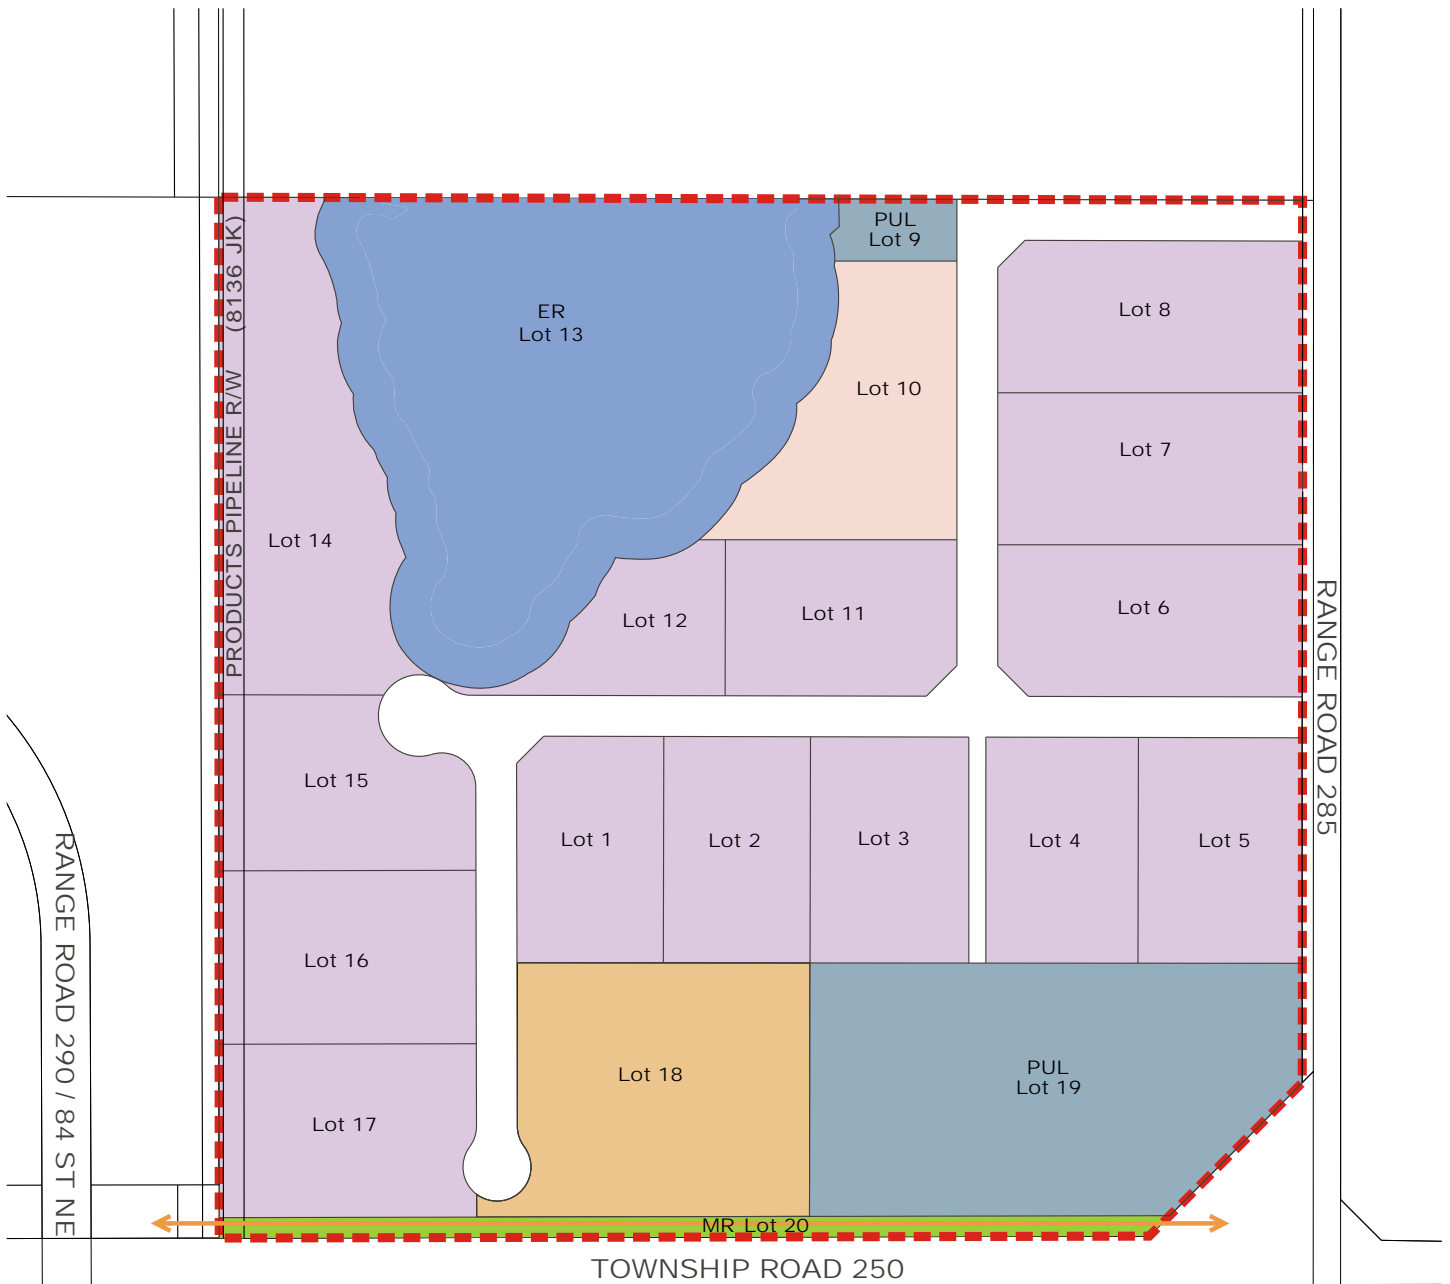 PUL
Lot 9
PRODUCTS PIPELINE R/W (8136 JK)
ER
Lot 13
Lot 8
Lot 10
Lot 7
Lot 14
Lot 12
Lot 11
Lot 6
RANGE ROAD 285
Lot 15
Lot 1
Lot 2
Lot 3
Lot 4
Lot 5
RANGE ROAD 290 / 84 ST NE
Lot 16
Lot 18
PUL
Lot 19
Lot 17
MR Lot 20
TOWNSHIP ROAD 250